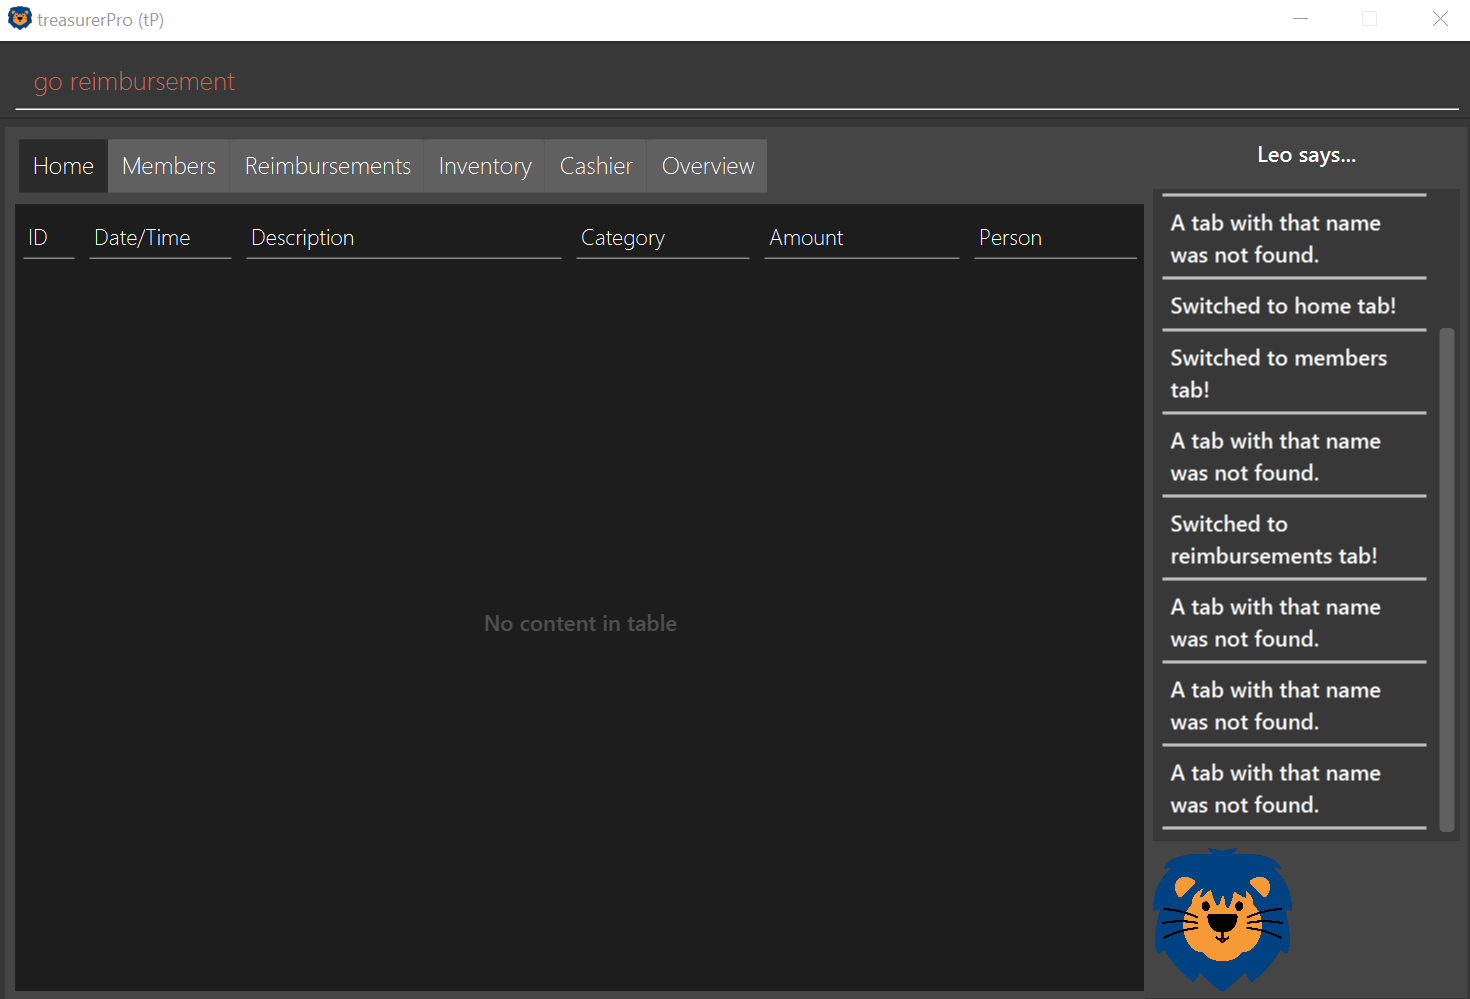 treasurerPro (tP)
go reimbursement
Home Members Reimbursements Inventory Cashier Overview
Leo says...
ID Date/Time Description Category Amount Person
No content in table
A tab with that name
was not found.
Switched to home tab!
Switched to members
tab!
A tab with that name
was not found.
Switched to
reimbursements tab!
A tab with that name
was not found.
A tab with that name
was not found.
A tab with that name
was not found.